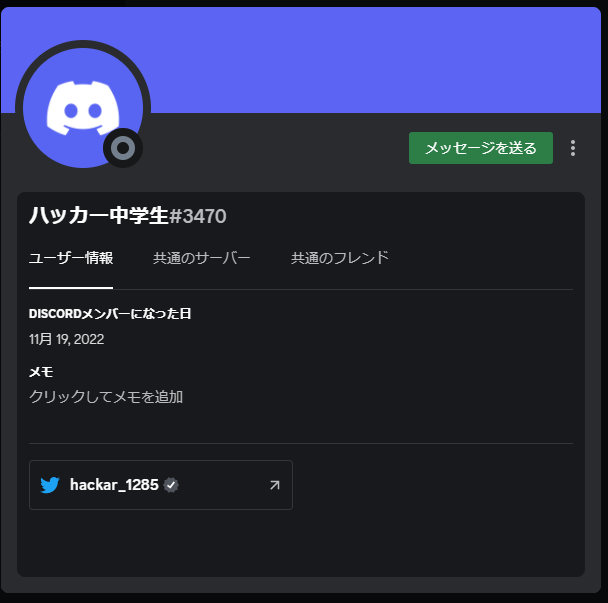 メッセージを送る
ハッカー中学生#3470
ユーザー情報 共通のサーバー 共通のフレンド
DISCORDメンバーになった日
11月 19, 2022
メモ
クリックしてメモを追加
hackar_1285